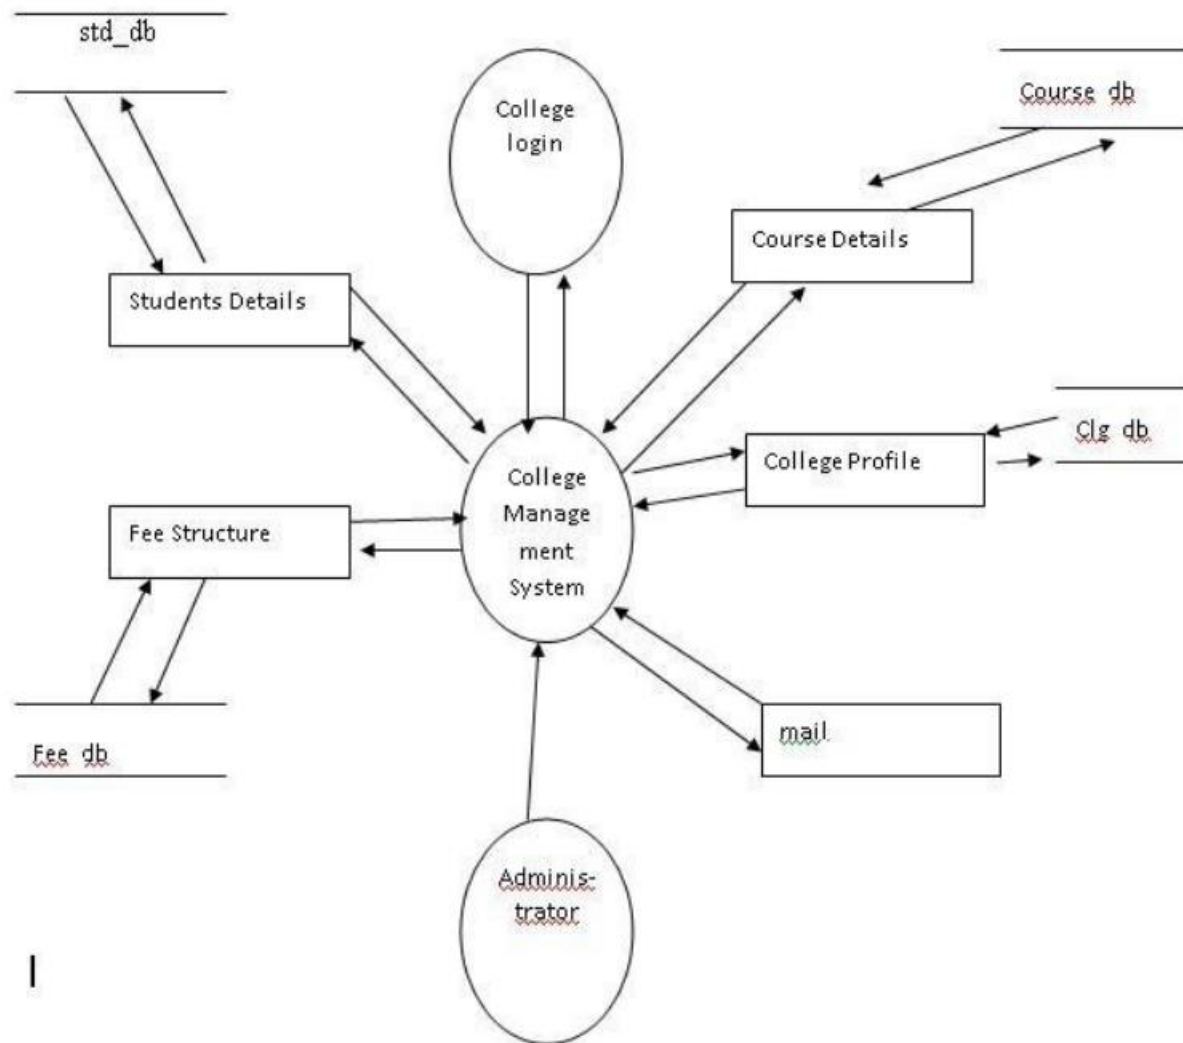 std_db
College
login
Course db
Course Details
Students Details
College Profile
Clg db
College
Manage
ment
System
Fee Structure
mail
Fee db
Adminis-
trator